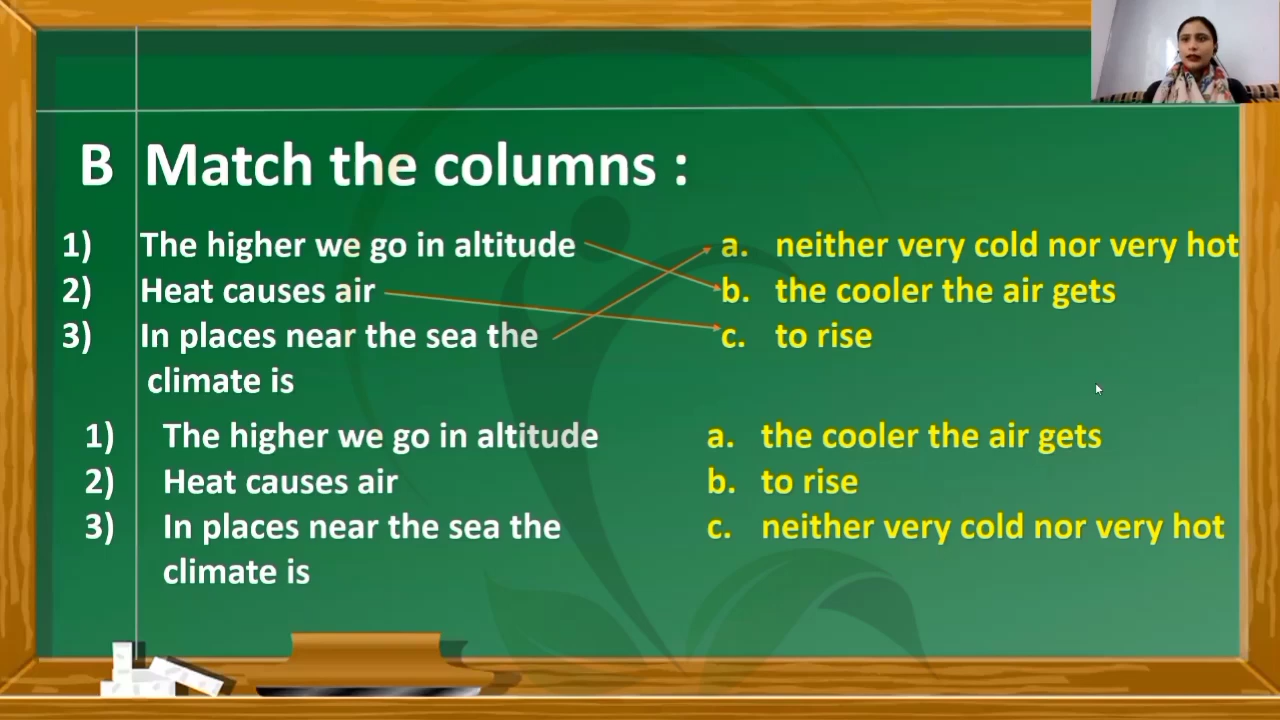 B Match the columns :
1) The higher we go in altitude a. neither very cold nor very hot
2) Heat causes air b. the cooler the air gets
3) In places near the sea the c. to rise
climate is
1) The higher we go in altitude a. the cooler the air gets
2) Heat causes air b. to rise
3) In places near the sea the c. neither very cold nor very hot
climate is